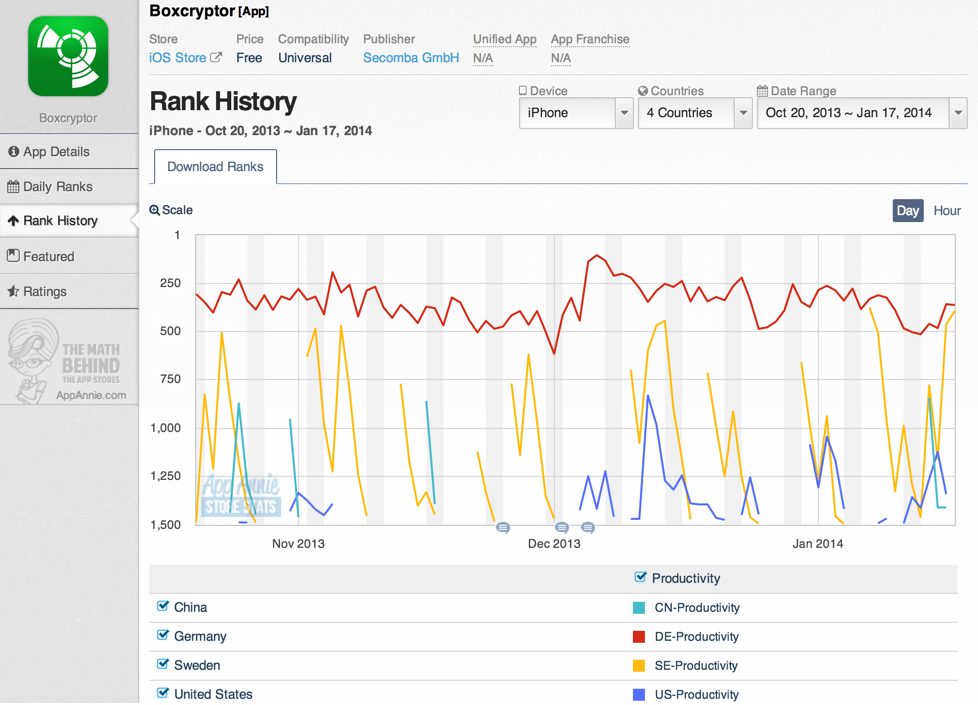 Boxcryptor [App]
Store Price Compatibility Publisher Unified App App Franchise
iOS Store Free Universal Secomba GmbH N/A N/A
Boxcryptor
App Details
Daily Ranks
Rank History
Featured
Ratings
THE MATH
BEHIND
THE APP STORES
AppAnnie.com
Rank History
iPhone - Oct 20, 2013 ~ Jan 17, 2014
Device Countries Date Range
iPhone 4 Countries Oct 20, 2013 ~ Jan 17, 2014
Download Ranks
Scale Day Hour
1
250
500
750
1,000
1,250
1,500
App Annie
STORE STATS
Nov 2013 Dec 2013 Jan 2014
Productivity
China CN-Productivity
Germany DE-Productivity
Sweden SE-Productivity
United States US-Productivity